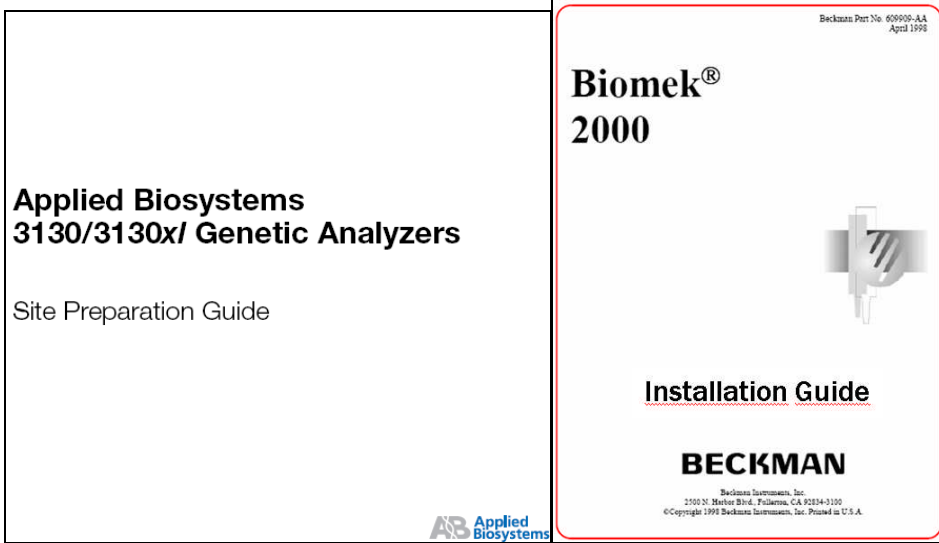 Applied Biosystems
3130/3130xl Genetic Analyzers
Site Preparation Guide
AB Applied
Biosystems
Beckman Part No. 609909-AA
April 1998
Biomek®
2000
Installation Guide
BECKMAN
Beckman Instruments, Inc.
2500 N. Harbor Blvd., Fullerton, CA 92834-3100
©Copyright 1998 Beckman Instruments, Inc. Printed in U.S.A.